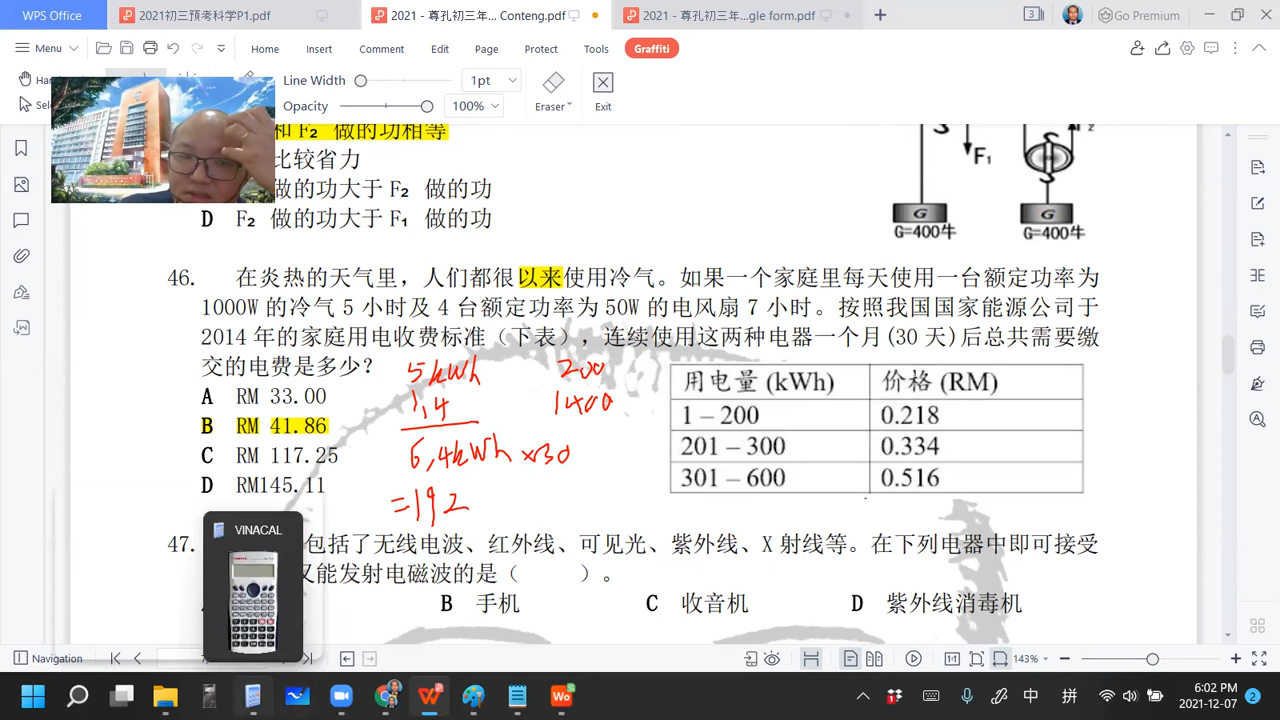 WPS Office
2021初三预考科学P1.pdf
2021 - 尊孔初三年... Conteng.pdf
2021 - 尊孔初三年...gle form.pdf
3
Go Premium
Menu
Home
Insert
Comment
Edit
Page
Protect
Tools
Graffiti
Line Width
1pt
Opacity
100%
Eraser
Exit
和 F₂ 做的功相等
比较省力
做的功大于 F₂ 做的功
D F₂ 做的功大于 F₁ 做的功
F₁
G
G
G=400牛
G=400牛
46. 在炎热的天气里，人们都很以来使用冷气。如果一个家庭里每天使用一台额定功率为
1000W 的冷气 5 小时及 4 台额定功率为 50W 的电风扇 7 小时。按照我国国家能源公司于
2014 年的家庭用电收费标准（下表），连续使用这两种电器一个月(30 天)后总共需要缴
交的电费是多少？
A RM 33.00
B RM 41.86
C RM 117.25
D RM145.11
5kWh 200
1,4 1400
6,4kWh ×30
=192
用电量 (kWh) 价格 (RM)
1 – 200 0.218
201 – 300 0.334
301 – 600 0.516
VINACAL
47. 包括了无线电波、红外线、可见光、紫外线、X 射线等。在下列电器中即可接受
又能发射电磁波的是（ ）。
B 手机 C 收音机 D 紫外线消毒机
Navigation
143%
中
拼
6:02 PM
2021-12-07
2